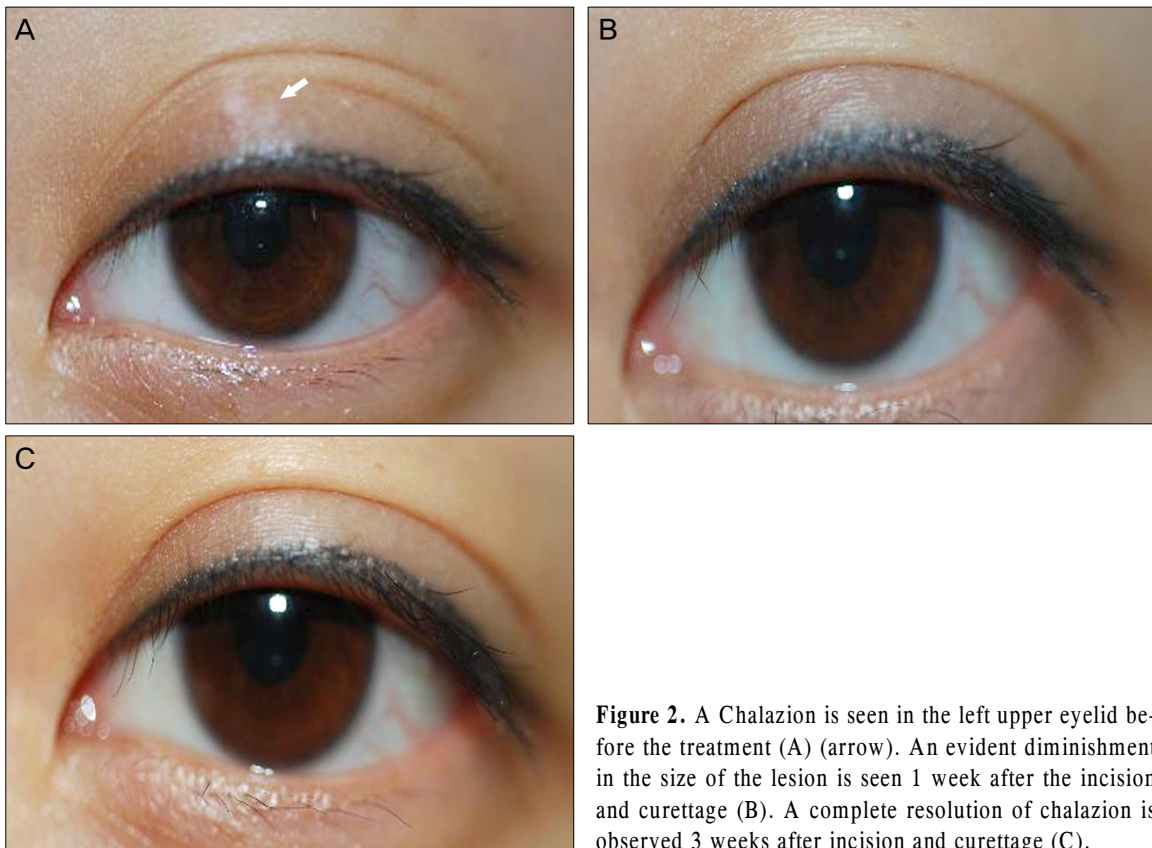 A
B
C
Figure 2. A Chalazion is seen in the left upper eyelid be-
fore the treatment (A) (arrow). An evident diminishment
in the size of the lesion is seen 1 week after the incision
and curettage (B). A complete resolution of chalazion is
observed 3 weeks after incision and curettage (C).